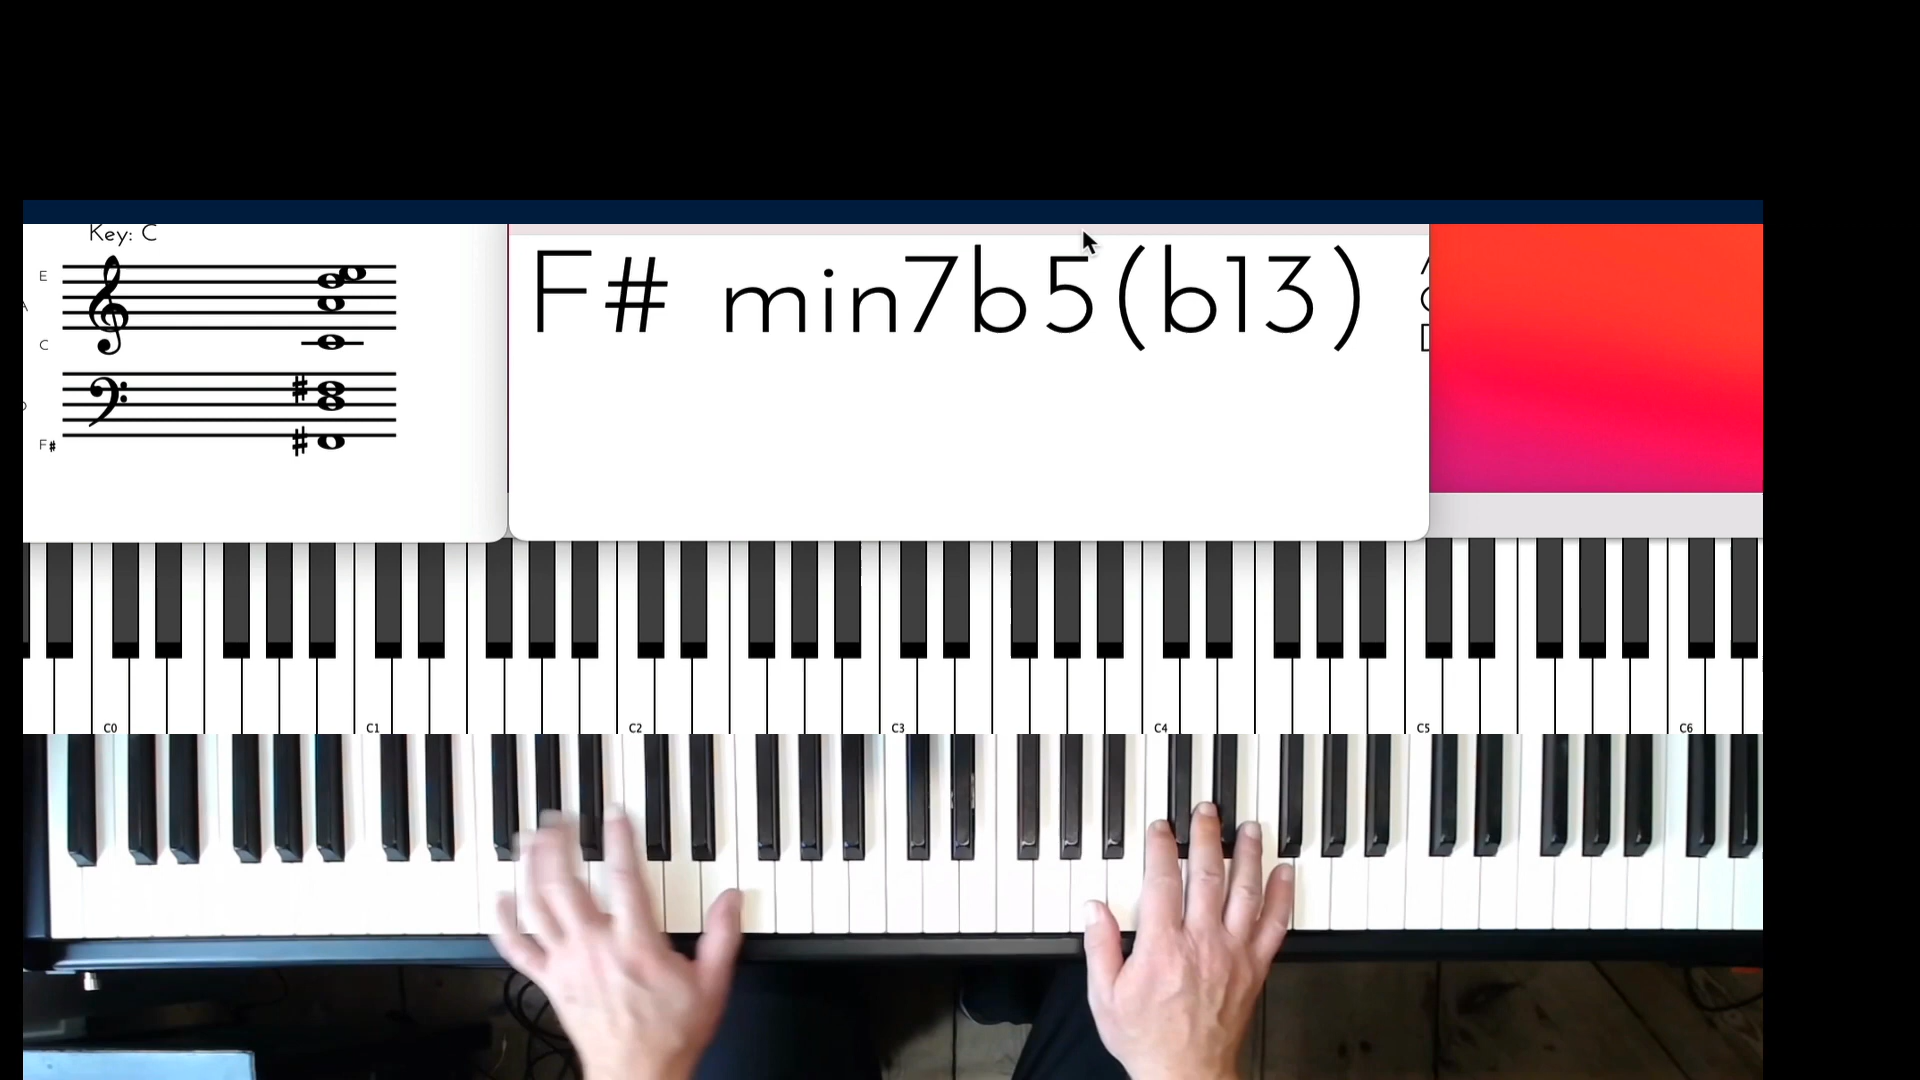 Key: C
E
C
F#
F# min7b5(b13)
C0 C1 C2 C3 C4 C5 C6